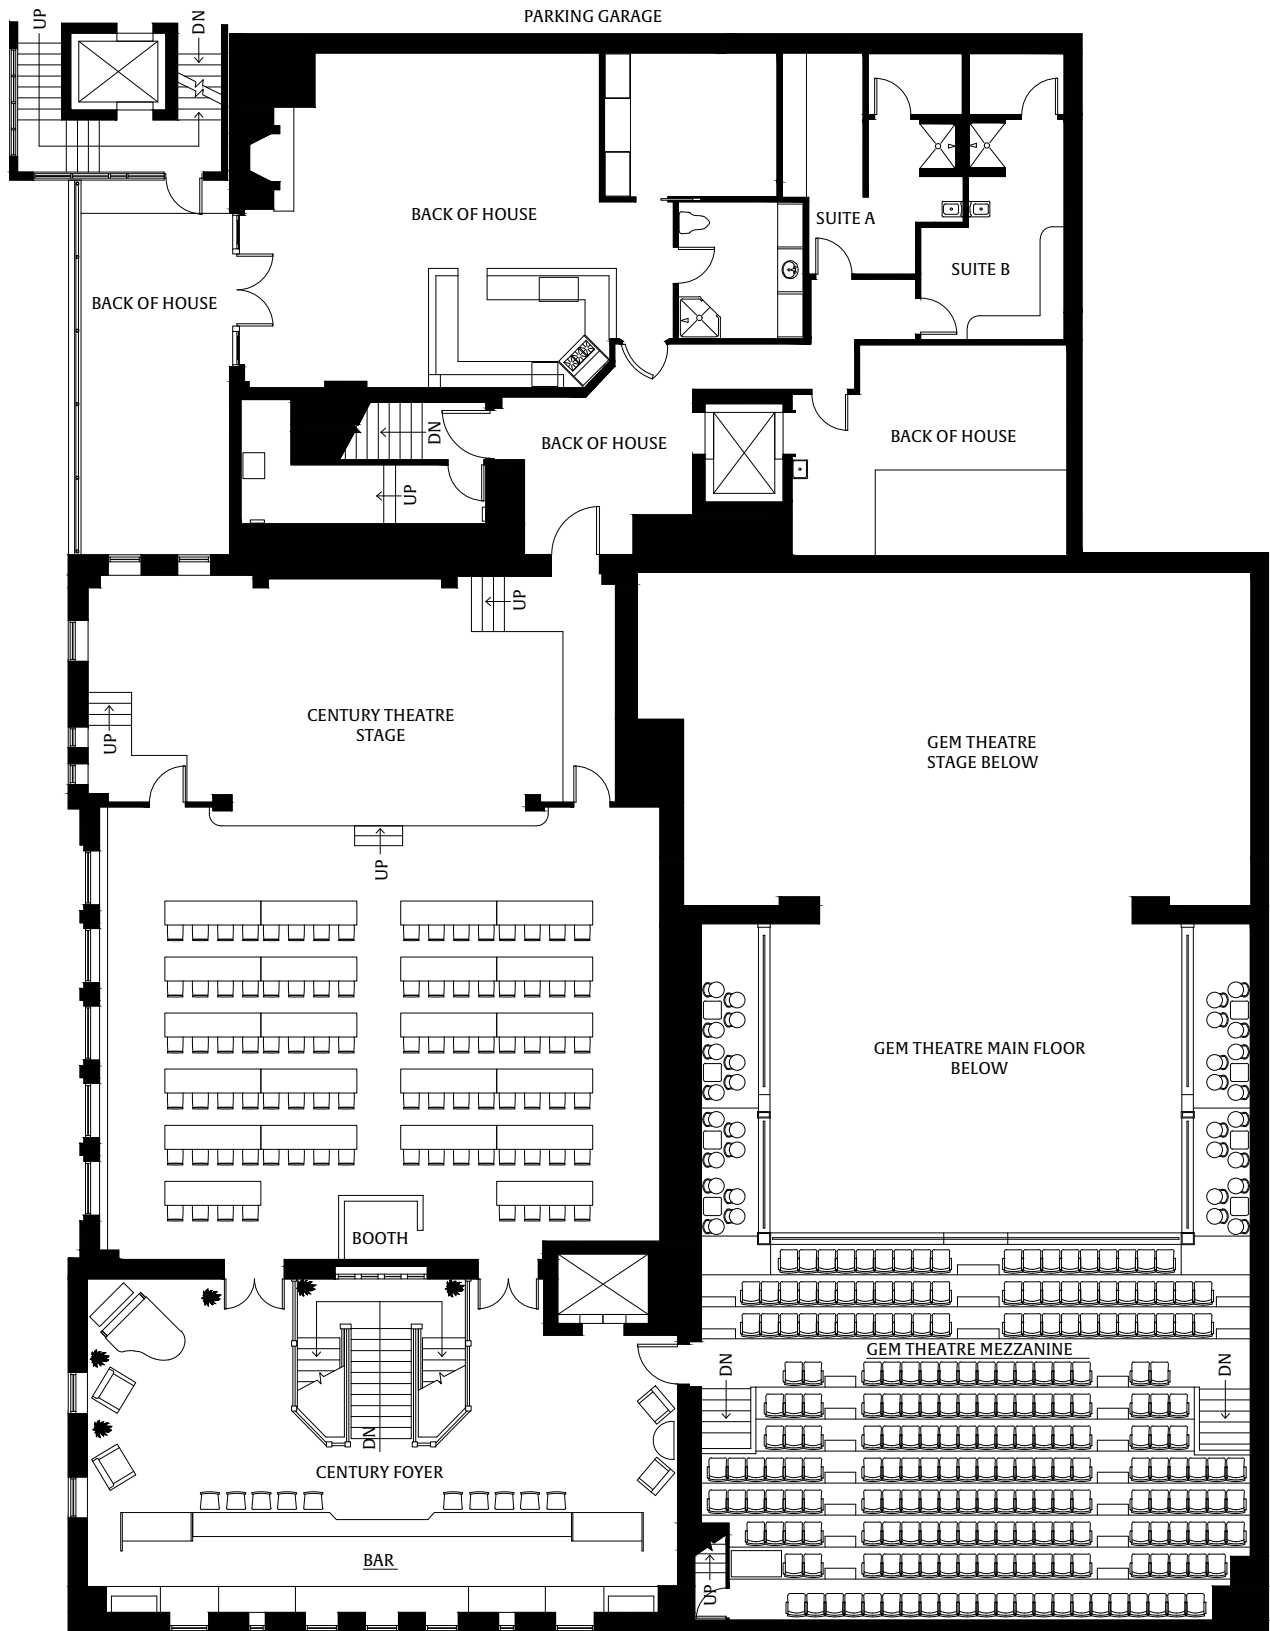 PARKING GARAGE
UP
DN
BACK OF HOUSE
SUITE A
SUITE B
BACK OF HOUSE
DN
BACK OF HOUSE
BACK OF HOUSE
UP
UP
CENTURY THEATRE
STAGE
UP
GEM THEATRE
STAGE BELOW
UP
GEM THEATRE MAIN FLOOR
BELOW
BOOTH
GEM THEATRE MEZZANINE
DN
DN
DN
CENTURY FOYER
BAR
UP